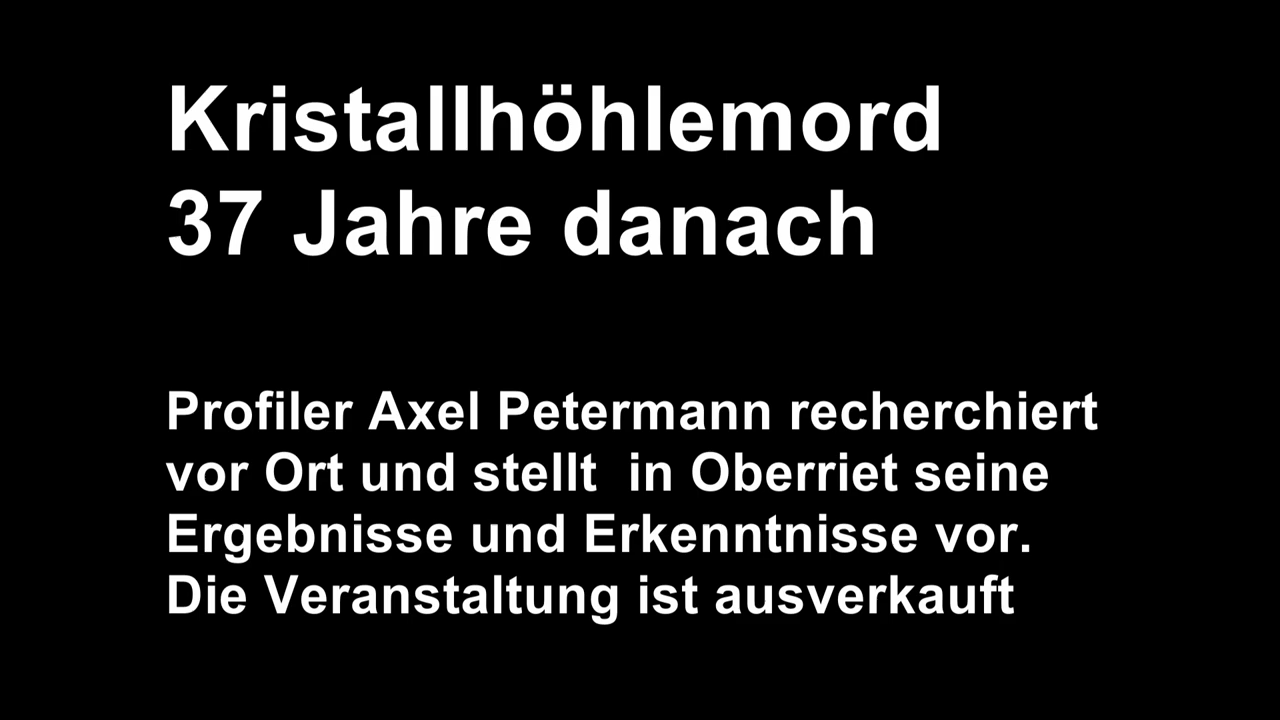 Kristallhöhlemord
37 Jahre danach
Profiler Axel Petermann recherchiert
vor Ort und stellt  in Oberriet seine
Ergebnisse und Erkenntnisse vor.
Die Veranstaltung ist ausverkauft